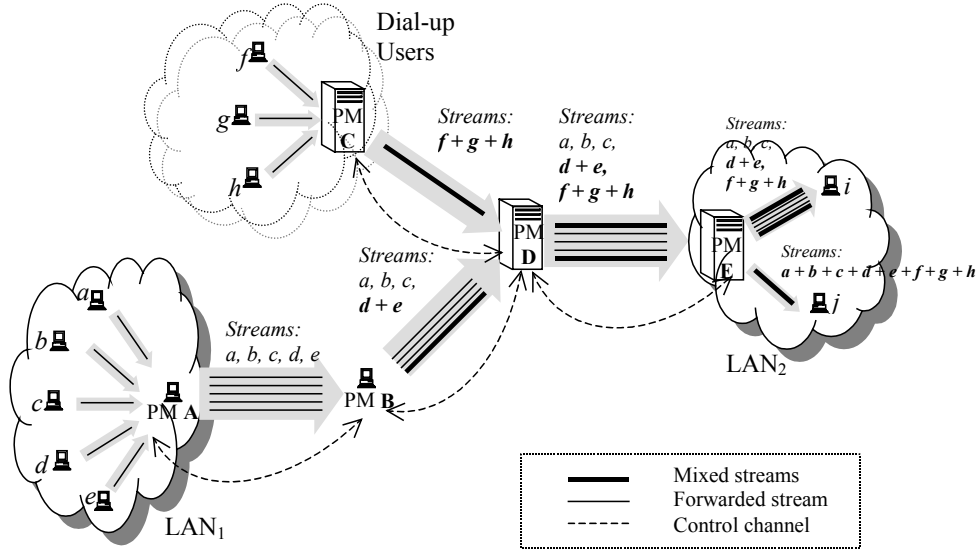 Dial-up
Users
f
g
h
PM
C
Streams:
f + g + h
Streams:
a, b, c,
d + e,
f + g + h
PM
D
Streams:
a, b, c,
d + e,
f + g + h
i
PM
E
Streams:
a + b + c + d + e + f + g + h
j
LAN2
Streams:
a, b, c,
d + e
a
b
c
d
e
PM A
Streams:
a, b, c, d, e
PM B
LAN1
Mixed streams
Forwarded stream
Control channel